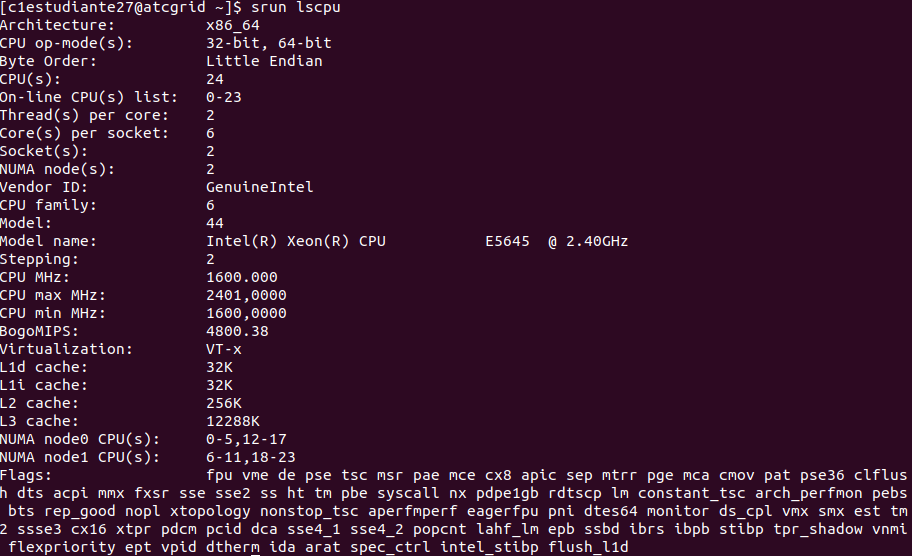 [c1estudiante27@atcgrid ~]$ srun lscpu
Architecture:          x86_64
CPU op-mode(s):        32-bit, 64-bit
Byte Order:            Little Endian
CPU(s):                24
On-line CPU(s) list:   0-23
Thread(s) per core:    2
Core(s) per socket:    6
Socket(s):             2
NUMA node(s):          2
Vendor ID:             GenuineIntel
CPU family:            6
Model:                 44
Model name:            Intel(R) Xeon(R) CPU           E5645  @ 2.40GHz
Stepping:              2
CPU MHz:               1600.000
CPU max MHz:           2401,0000
CPU min MHz:           1600,0000
BogoMIPS:              4800.38
Virtualization:        VT-x
L1d cache:             32K
L1i cache:             32K
L2 cache:              256K
L3 cache:              12288K
NUMA node0 CPU(s):     0-5,12-17
NUMA node1 CPU(s):     6-11,18-23
Flags:                 fpu vme de pse tsc msr pae mce cx8 apic sep mtrr pge mca cmov pat pse36 clflus
h dts acpi mmx fxsr sse sse2 ss ht tm pbe syscall nx pdpe1gb rdtscp lm constant_tsc arch_perfmon pebs
 bts rep_good nopl xtopology nonstop_tsc aperfmperf eagerfpu pni dtes64 monitor ds_cpl vmx smx est tm
2 ssse3 cx16 xtpr pdcm pcid dca sse4_1 sse4_2 popcnt lahf_lm epb ssbd ibrs ibpb stibp tpr_shadow vnmi
 flexpriority ept vpid dtherm ida arat spec_ctrl intel_stibp flush_l1d